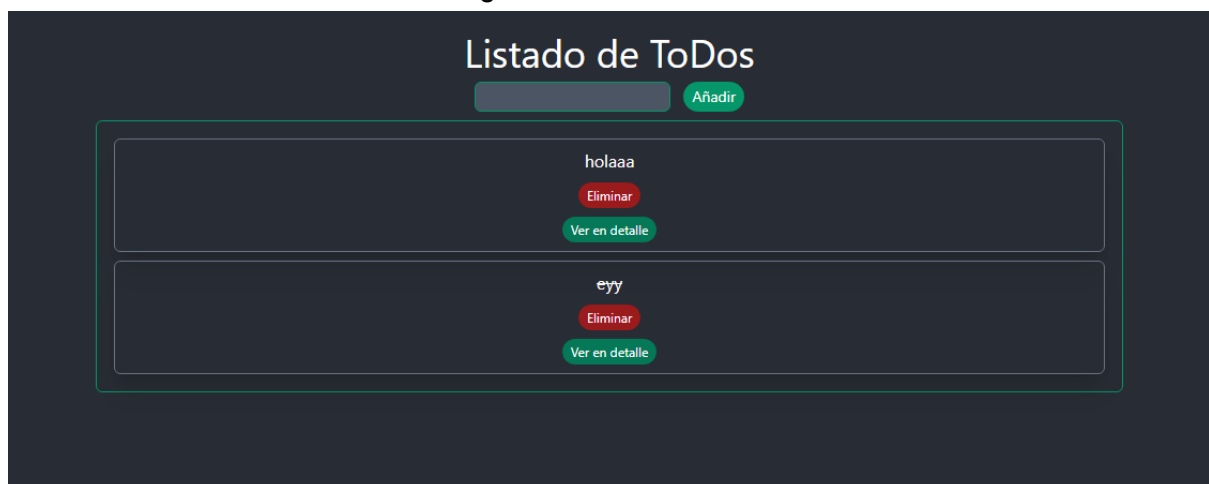 Listado de ToDos
Añadir
holaaa
Eliminar
Ver en detalle
eyy
Eliminar
Ver en detalle